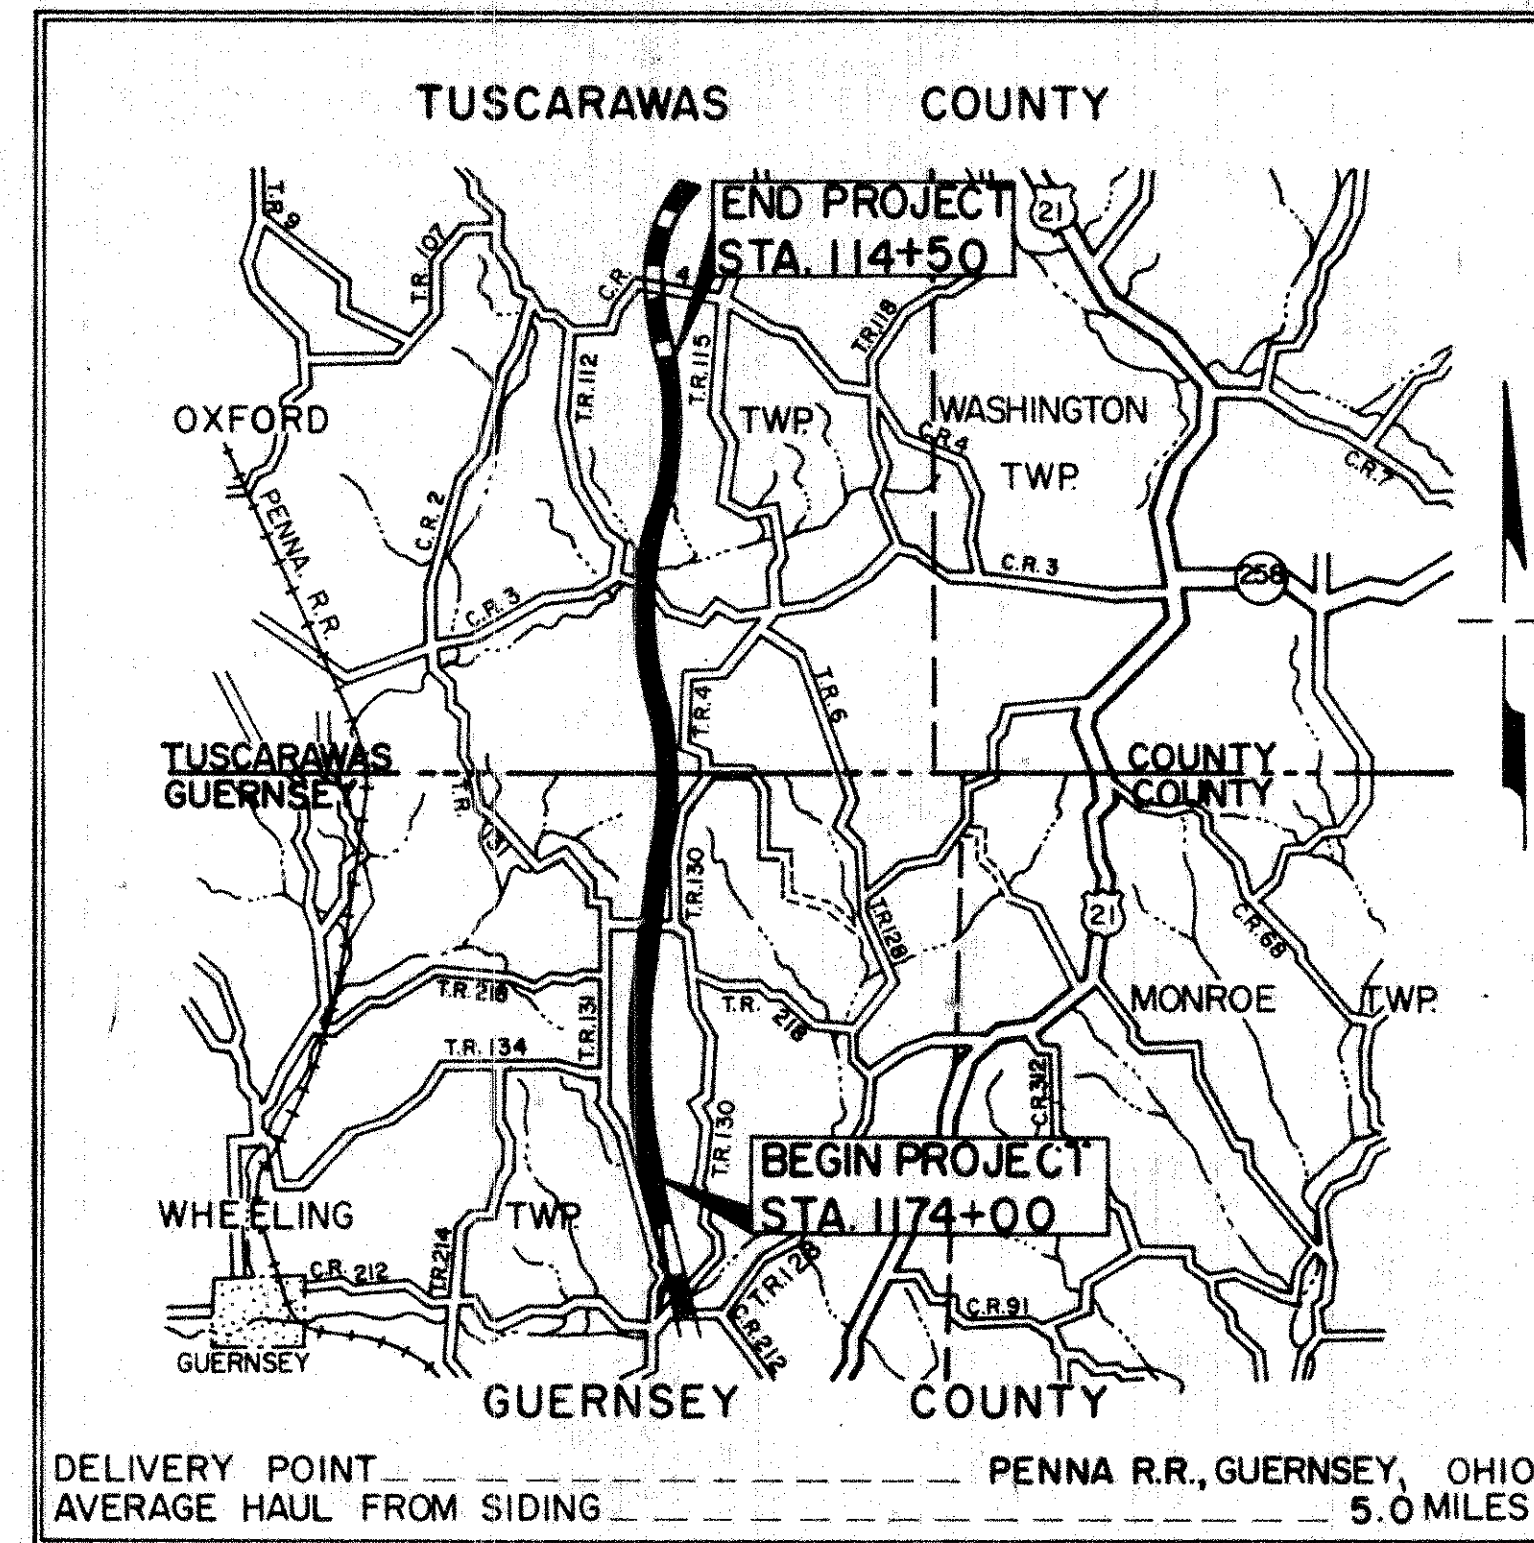 TUSCARAWAS COUNTY
END PROJECT
STA. 114+50
21
T.R. 9
T.R. 107
C.R. 4
T.R. 112
T.R. 115
T.R. 118
OXFORD TWP.
WASHINGTON
TWP.
C.R. 4
C.R. 7
PENNA. R.R.
C.R. 2
C.R. 3
C.R. 3
258
T.R. 4
T.R. 6
TUSCARAWAS COUNTY
GUERNSEY COUNTY
T.R. 131
T.R. 130
T.R. 128
21
C.R. 68
T.R. 218
T.R. 131
T.R. 218
MONROE TWP.
T.R. 134
C.R. 312
T.R. 130
BEGIN PROJECT
STA. 1174+00
WHEELING TWP.
T.R. 214
C.R. 212
T.R. 128
C.R. 212
C.R. 91
GUERNSEY
GUERNSEY COUNTY
DELIVERY POINT PENNA R.R., GUERNSEY, OHIO
AVERAGE HAUL FROM SIDING 5.0 MILES